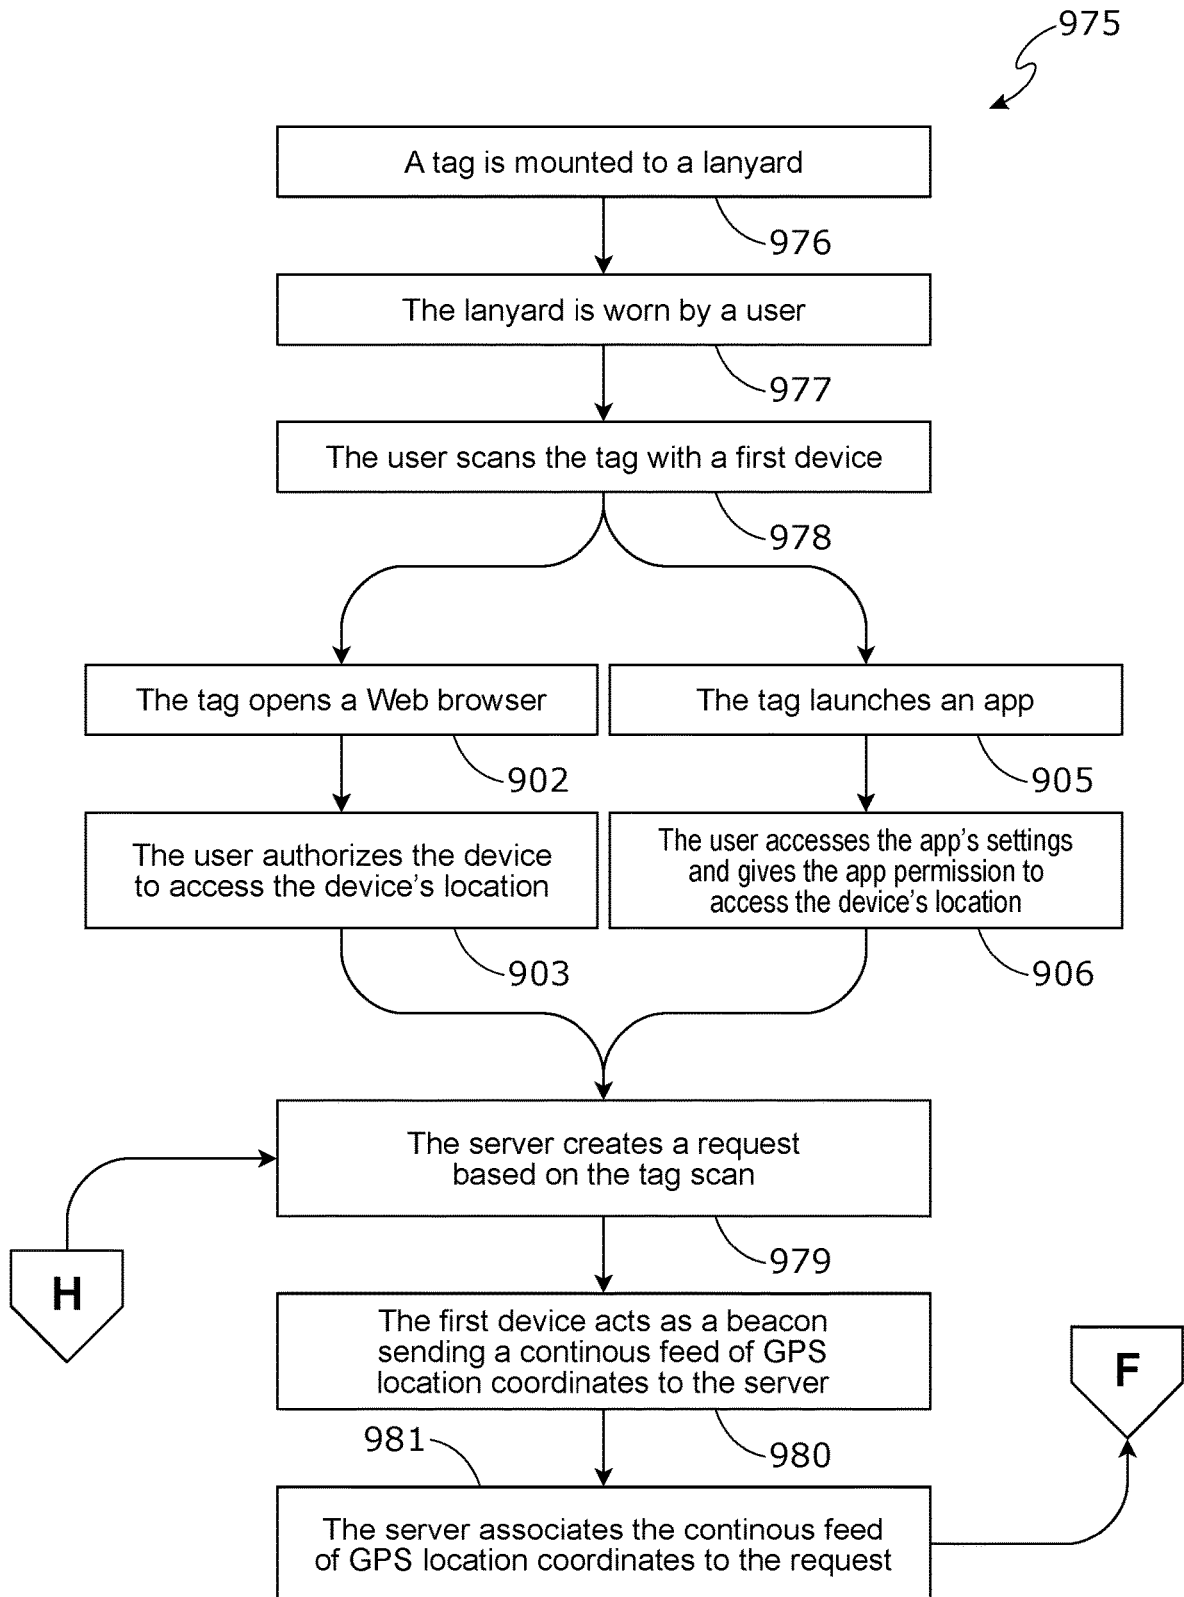 975
A tag is mounted to a lanyard
976
The lanyard is worn by a user
977
The user scans the tag with a first device
978
The tag opens a Web browser
902
The tag launches an app
905
The user authorizes the device
to access the device's location
903
The user accesses the app's settings
and gives the app permission to
access the device's location
906
The server creates a request
based on the tag scan
979
H
The first device acts as a beacon
sending a continous feed of GPS
location coordinates to the server
980
F
981
The server associates the continous feed
of GPS location coordinates to the request